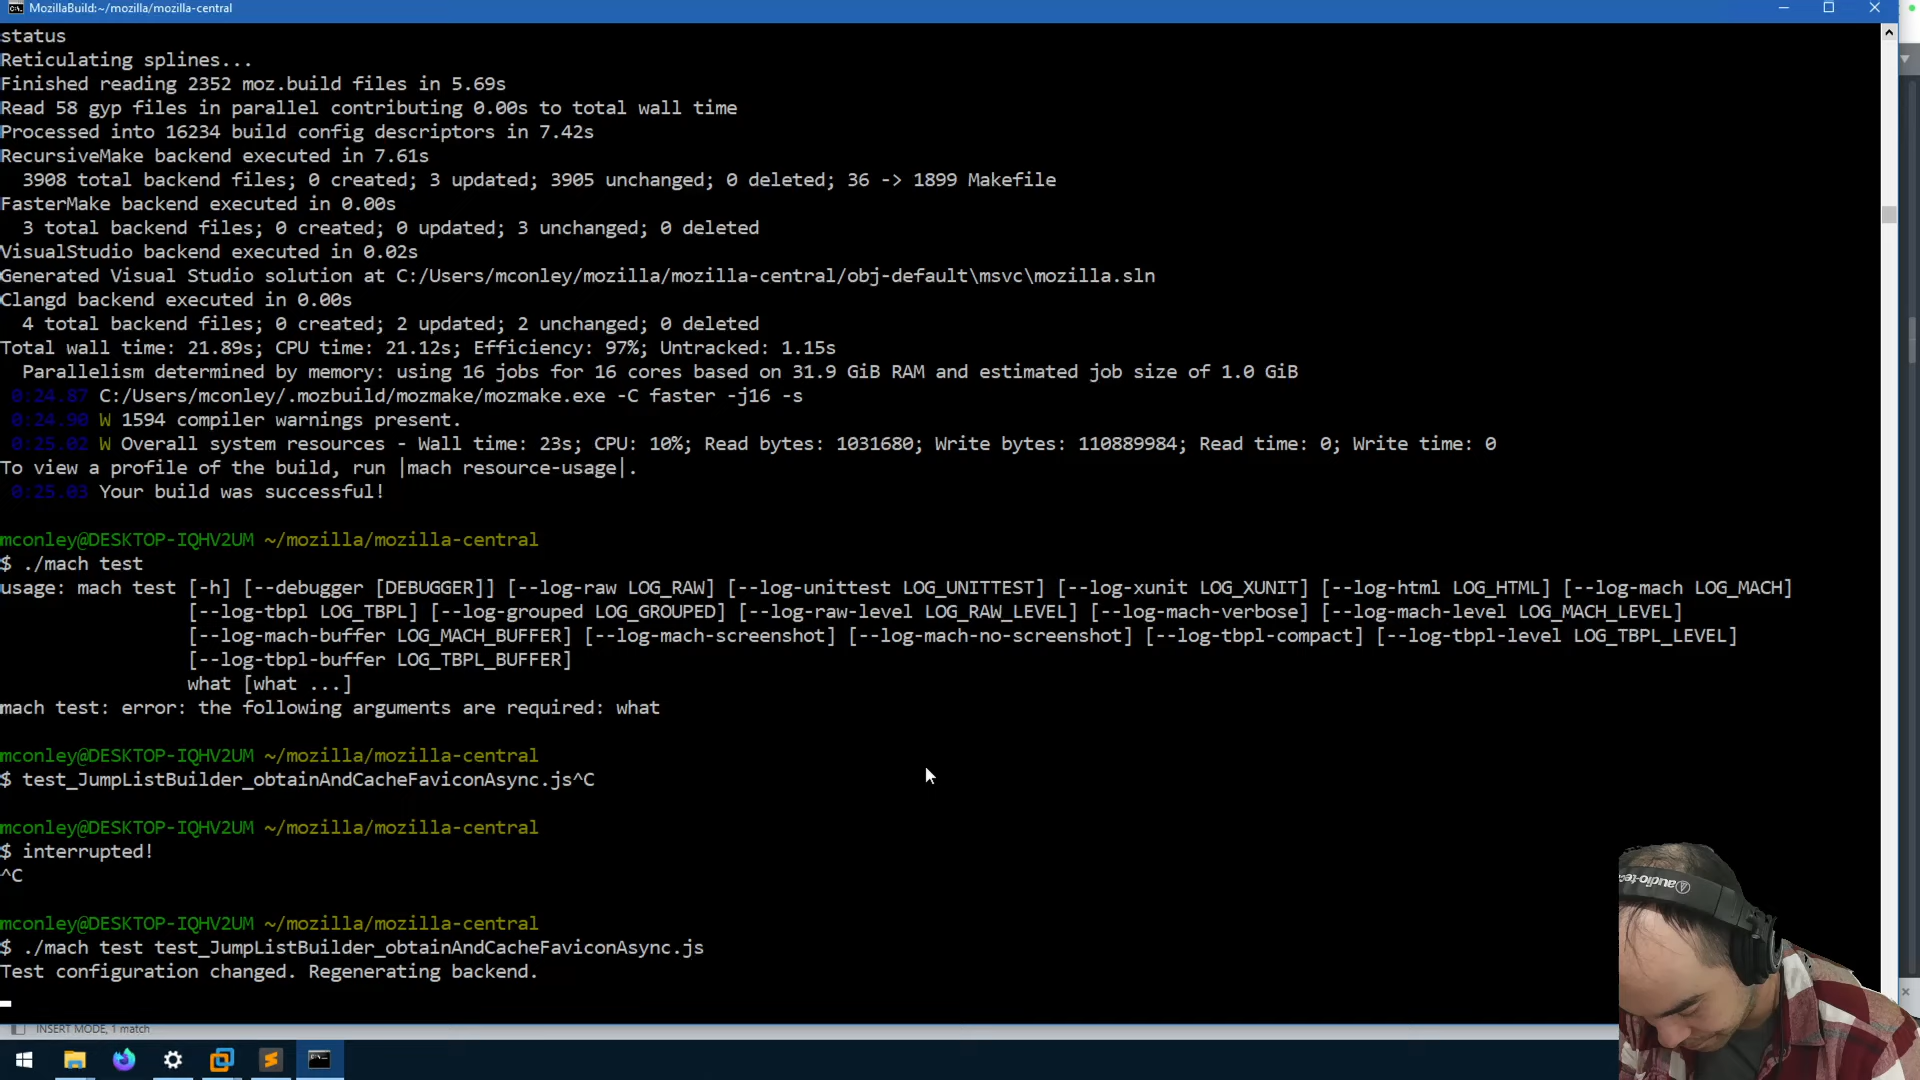 MozillaBuild:~/mozilla/mozilla-central
status
Reticulating splines...
Finished reading 2352 moz.build files in 5.69s
Read 58 gyp files in parallel contributing 0.00s to total wall time
Processed into 16234 build config descriptors in 7.42s
RecursiveMake backend executed in 7.61s
3908 total backend files; 0 created; 3 updated; 3905 unchanged; 0 deleted; 36 -> 1899 Makefile
FasterMake backend executed in 0.00s
3 total backend files; 0 created; 0 updated; 3 unchanged; 0 deleted
VisualStudio backend executed in 0.02s
Generated Visual Studio solution at C:/Users/mconley/mozilla/mozilla-central/obj-default\msvc\mozilla.sln
Clangd backend executed in 0.00s
4 total backend files; 0 created; 2 updated; 2 unchanged; 0 deleted
Total wall time: 21.89s; CPU time: 21.12s; Efficiency: 97%; Untracked: 1.15s
Parallelism determined by memory: using 16 jobs for 16 cores based on 31.9 GiB RAM and estimated job size of 1.0 GiB
0:24.87 C:/Users/mconley/.mozbuild/mozmake/mozmake.exe -C faster -j16 -s
0:24.90 W 1594 compiler warnings present.
0:25.02 W Overall system resources - Wall time: 23s; CPU: 10%; Read bytes: 1031680; Write bytes: 110889984; Read time: 0; Write time: 0
To view a profile of the build, run |mach resource-usage|.
0:25.03 Your build was successful!
mconley@DESKTOP-IQHV2UM ~/mozilla/mozilla-central
$ ./mach test
usage: mach test [-h] [--debugger [DEBUGGER]] [--log-raw LOG_RAW] [--log-unittest LOG_UNITTEST] [--log-xunit LOG_XUNIT] [--log-html LOG_HTML] [--log-mach LOG_MACH]
[--log-tbpl LOG_TBPL] [--log-grouped LOG_GROUPED] [--log-raw-level LOG_RAW_LEVEL] [--log-mach-verbose] [--log-mach-level LOG_MACH_LEVEL]
[--log-mach-buffer LOG_MACH_BUFFER] [--log-mach-screenshot] [--log-mach-no-screenshot] [--log-tbpl-compact] [--log-tbpl-level LOG_TBPL_LEVEL]
[--log-tbpl-buffer LOG_TBPL_BUFFER]
what [what ...]
mach test: error: the following arguments are required: what
mconley@DESKTOP-IQHV2UM ~/mozilla/mozilla-central
$ test_JumpListBuilder_obtainAndCacheFaviconAsync.js^C
mconley@DESKTOP-IQHV2UM ~/mozilla/mozilla-central
$ interrupted!
^C
mconley@DESKTOP-IQHV2UM ~/mozilla/mozilla-central
$ ./mach test test_JumpListBuilder_obtainAndCacheFaviconAsync.js
Test configuration changed. Regenerating backend.
INSERT MODE, 1 match
audio-te